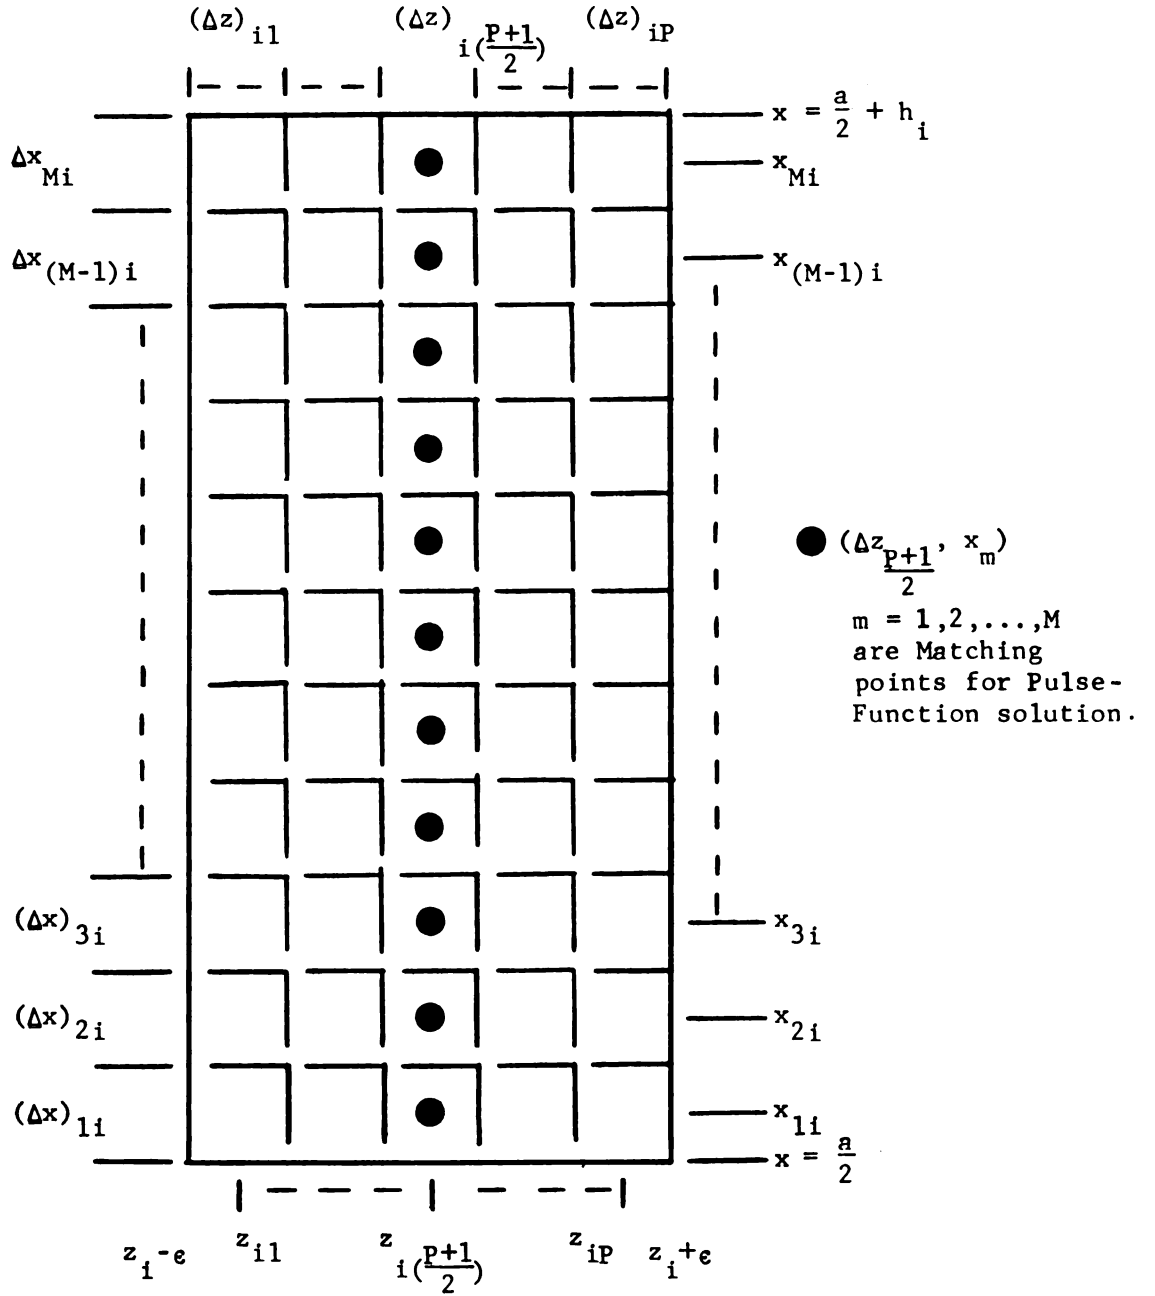 (Δz)i1 (Δz)i(P+1/2) (Δz)iP
x = a/2 + hi
ΔxMi xMi
Δx(M-1)i x(M-1)i
● (ΔzP+1/2, xm)
m = 1,2,...,M
are Matching
points for Pulse-
Function solution.
(Δx)3i x3i
(Δx)2i x2i
(Δx)1i x1i
x = a/2
zi-ϵ zi1 zi(P+1/2) ziP zi+ϵ